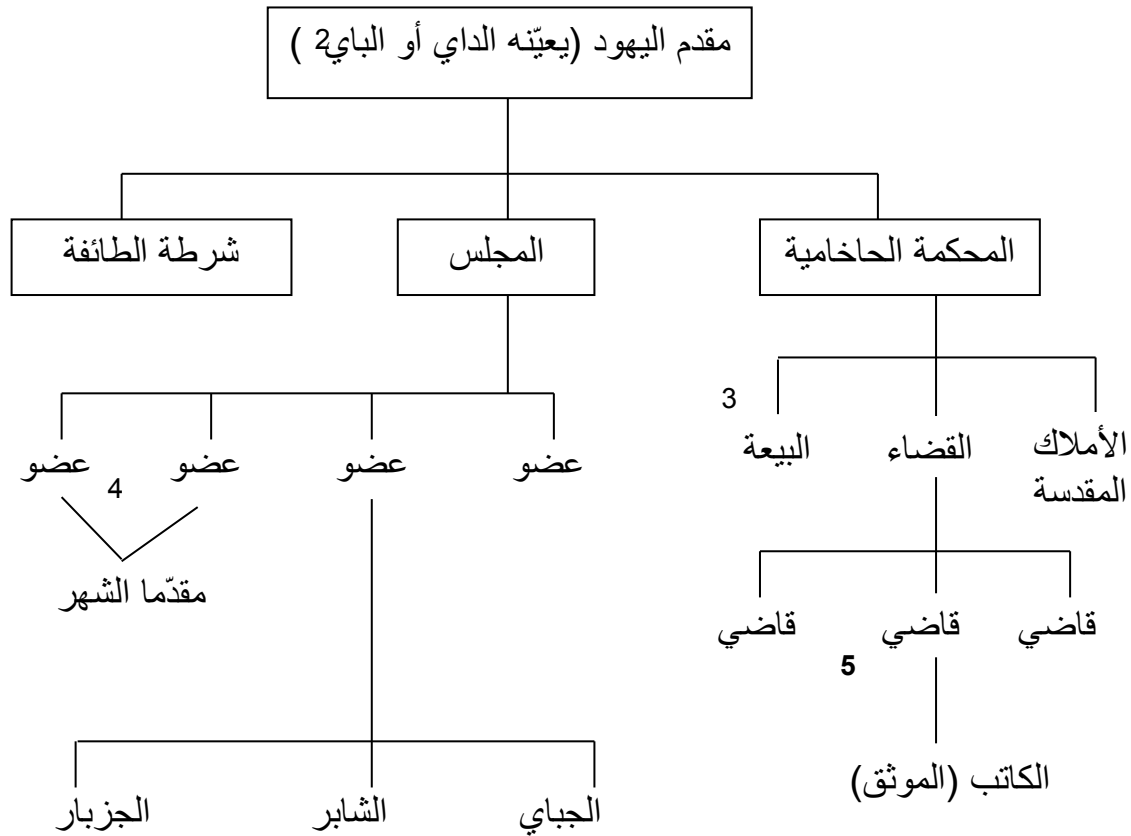 مقدم اليهود (يعيّنه الداي أو الباي2 )
المحكمة الحاخامية
المجلس
شرطة الطائفة
3
الأملاك
المقدسة
القضاء
البيعة
عضو
عضو
عضو
عضو
4
مقدّما الشهر
قاضي
قاضي
قاضي
5
الكاتب (الموثق)
الجباي
الشابر
الجزبار